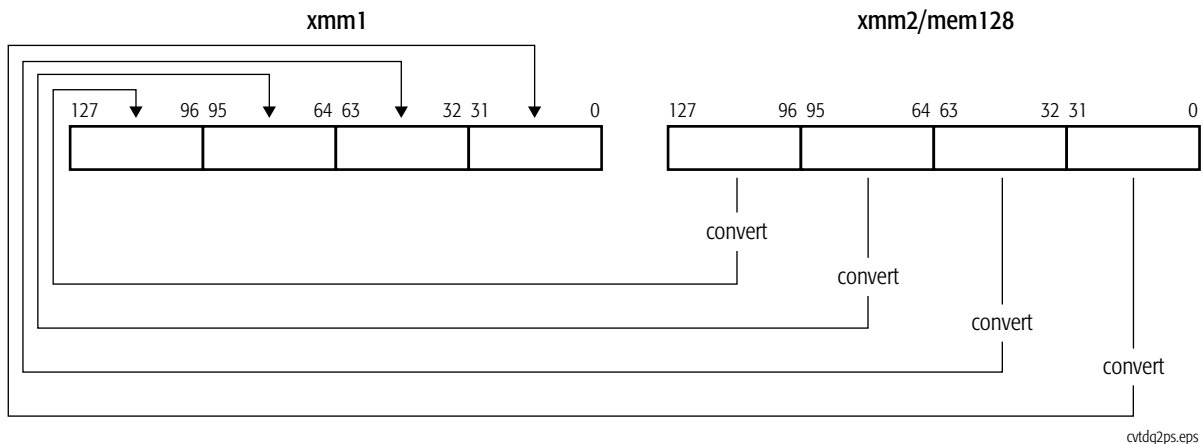 xmm1 xmm2/mem128
127 96 95 64 63 32 31 0 127 96 95 64 63 32 31 0
convert
convert
convert
convert
cvtdq2ps.eps